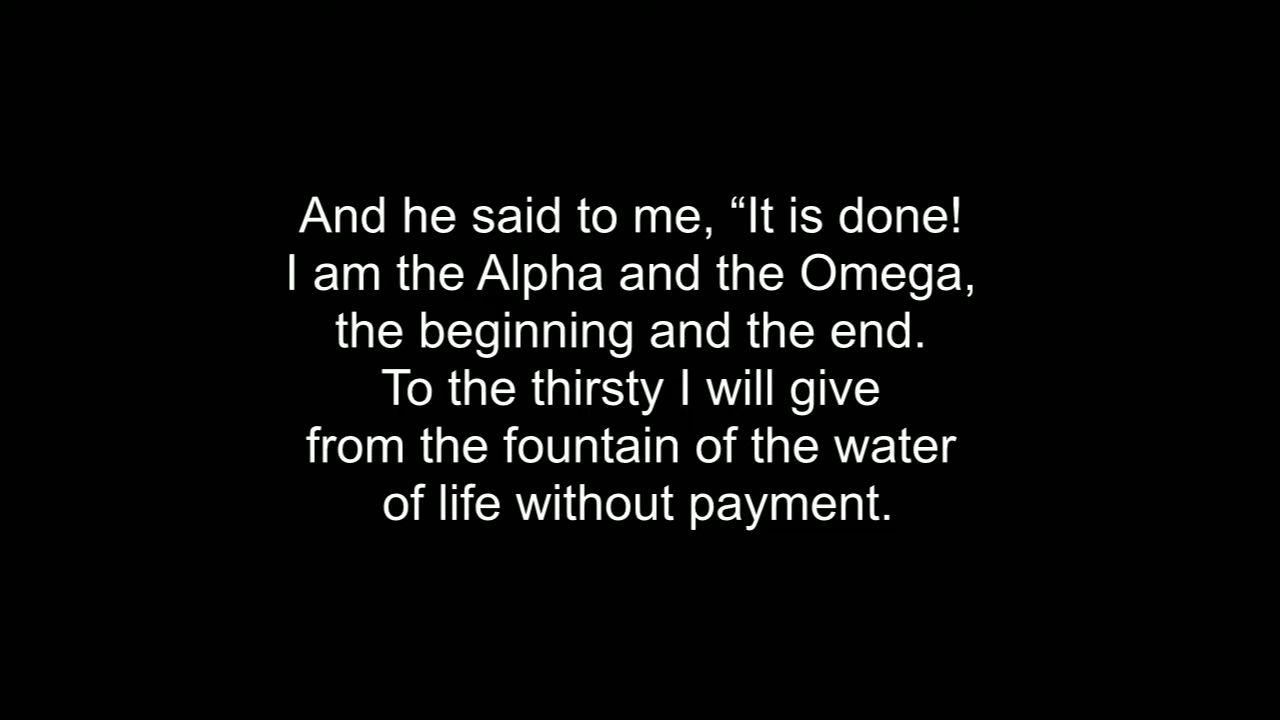 And he said to me, “It is done!
I am the Alpha and the Omega,
the beginning and the end.
To the thirsty I will give
from the fountain of the water
of life without payment.